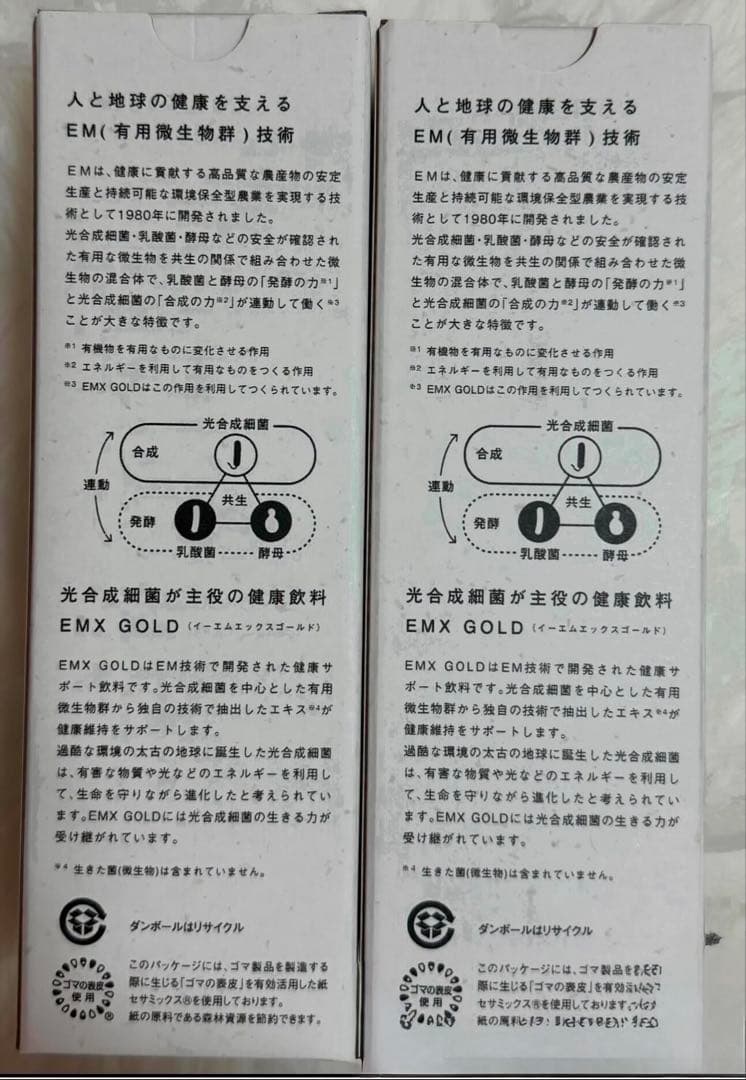 人と地球の健康を支える
EM(有用微生物群)技術
EMは、健康に貢献する高品質な農産物の安定
生産と持続可能な環境保全型農業を実現する技
術として1980年に開発されました。
光合成細菌・乳酸菌・酵母などの安全が確認され
た有用な微生物を共生の関係で組み合わせた微
生物の混合体で、乳酸菌と酵母の「発酵の力※1」
と光合成細菌の「合成の力※2」が連動して働く※3
ことが大きな特徴です。
※1 有機物を有用なものに変化させる作用
※2 エネルギーを利用して有用なものをつくる作用
※3 EMX GOLDはこの作用を利用してつくられています。
光合成細菌
合成
連動
共生
発酵
乳酸菌
酵母
光合成細菌が主役の健康飲料
EMX GOLD (イーエムエックスゴールド)
EMX GOLDはEM技術で開発された健康サ
ポート飲料です。光合成細菌を中心とした有用
微生物群から独自の技術で抽出したエキス※4が
健康維持をサポートします。
過酷な環境の太古の地球に誕生した光合成細菌
は、有害な物質や光などのエネルギーを利用し
て、生命を守りながら進化したと考えられてい
ます。EMX GOLDには光合成細菌の生きる力が
受け継がれています。
※4 生きた菌(微生物)は含まれていません。
ダンボールはリサイクル
ゴマの表皮
使用
®
このパッケージには、ゴマ製品を製造する
際に生じる「ゴマの表皮」を有効活用した紙
セサミックス®を使用しております。
紙の原料である森林資源を節約できます。
人と地球の健康を支える
EM(有用微生物群)技術
EMは、健康に貢献する高品質な農産物の安定
生産と持続可能な環境保全型農業を実現する技
術として1980年に開発されました。
光合成細菌・乳酸菌・酵母などの安全が確認され
た有用な微生物を共生の関係で組み合わせた微
生物の混合体で、乳酸菌と酵母の「発酵の力※1」
と光合成細菌の「合成の力※2」が連動して働く※3
ことが大きな特徴です。
※1 有機物を有用なものに変化させる作用
※2 エネルギーを利用して有用なものをつくる作用
※3 EMX GOLDはこの作用を利用してつくられています。
光合成細菌
合成
連動
共生
発酵
乳酸菌
酵母
光合成細菌が主役の健康飲料
EMX GOLD (イーエムエックスゴールド)
EMX GOLDはEM技術で開発された健康サ
ポート飲料です。光合成細菌を中心とした有用
微生物群から独自の技術で抽出したエキス※4が
健康維持をサポートします。
過酷な環境の太古の地球に誕生した光合成細菌
は、有害な物質や光などのエネルギーを利用し
て、生命を守りながら進化したと考えられてい
ます。EMX GOLDには光合成細菌の生きる力が
受け継がれています。
※4 生きた菌(微生物)は含まれていません。
ダンボールはリサイクル
ゴマの表皮
使用
このパッケージには、ゴマ製品を
際に生じる「ゴマの表皮」を有効
セサミックス®を使用しております。
紙の原料